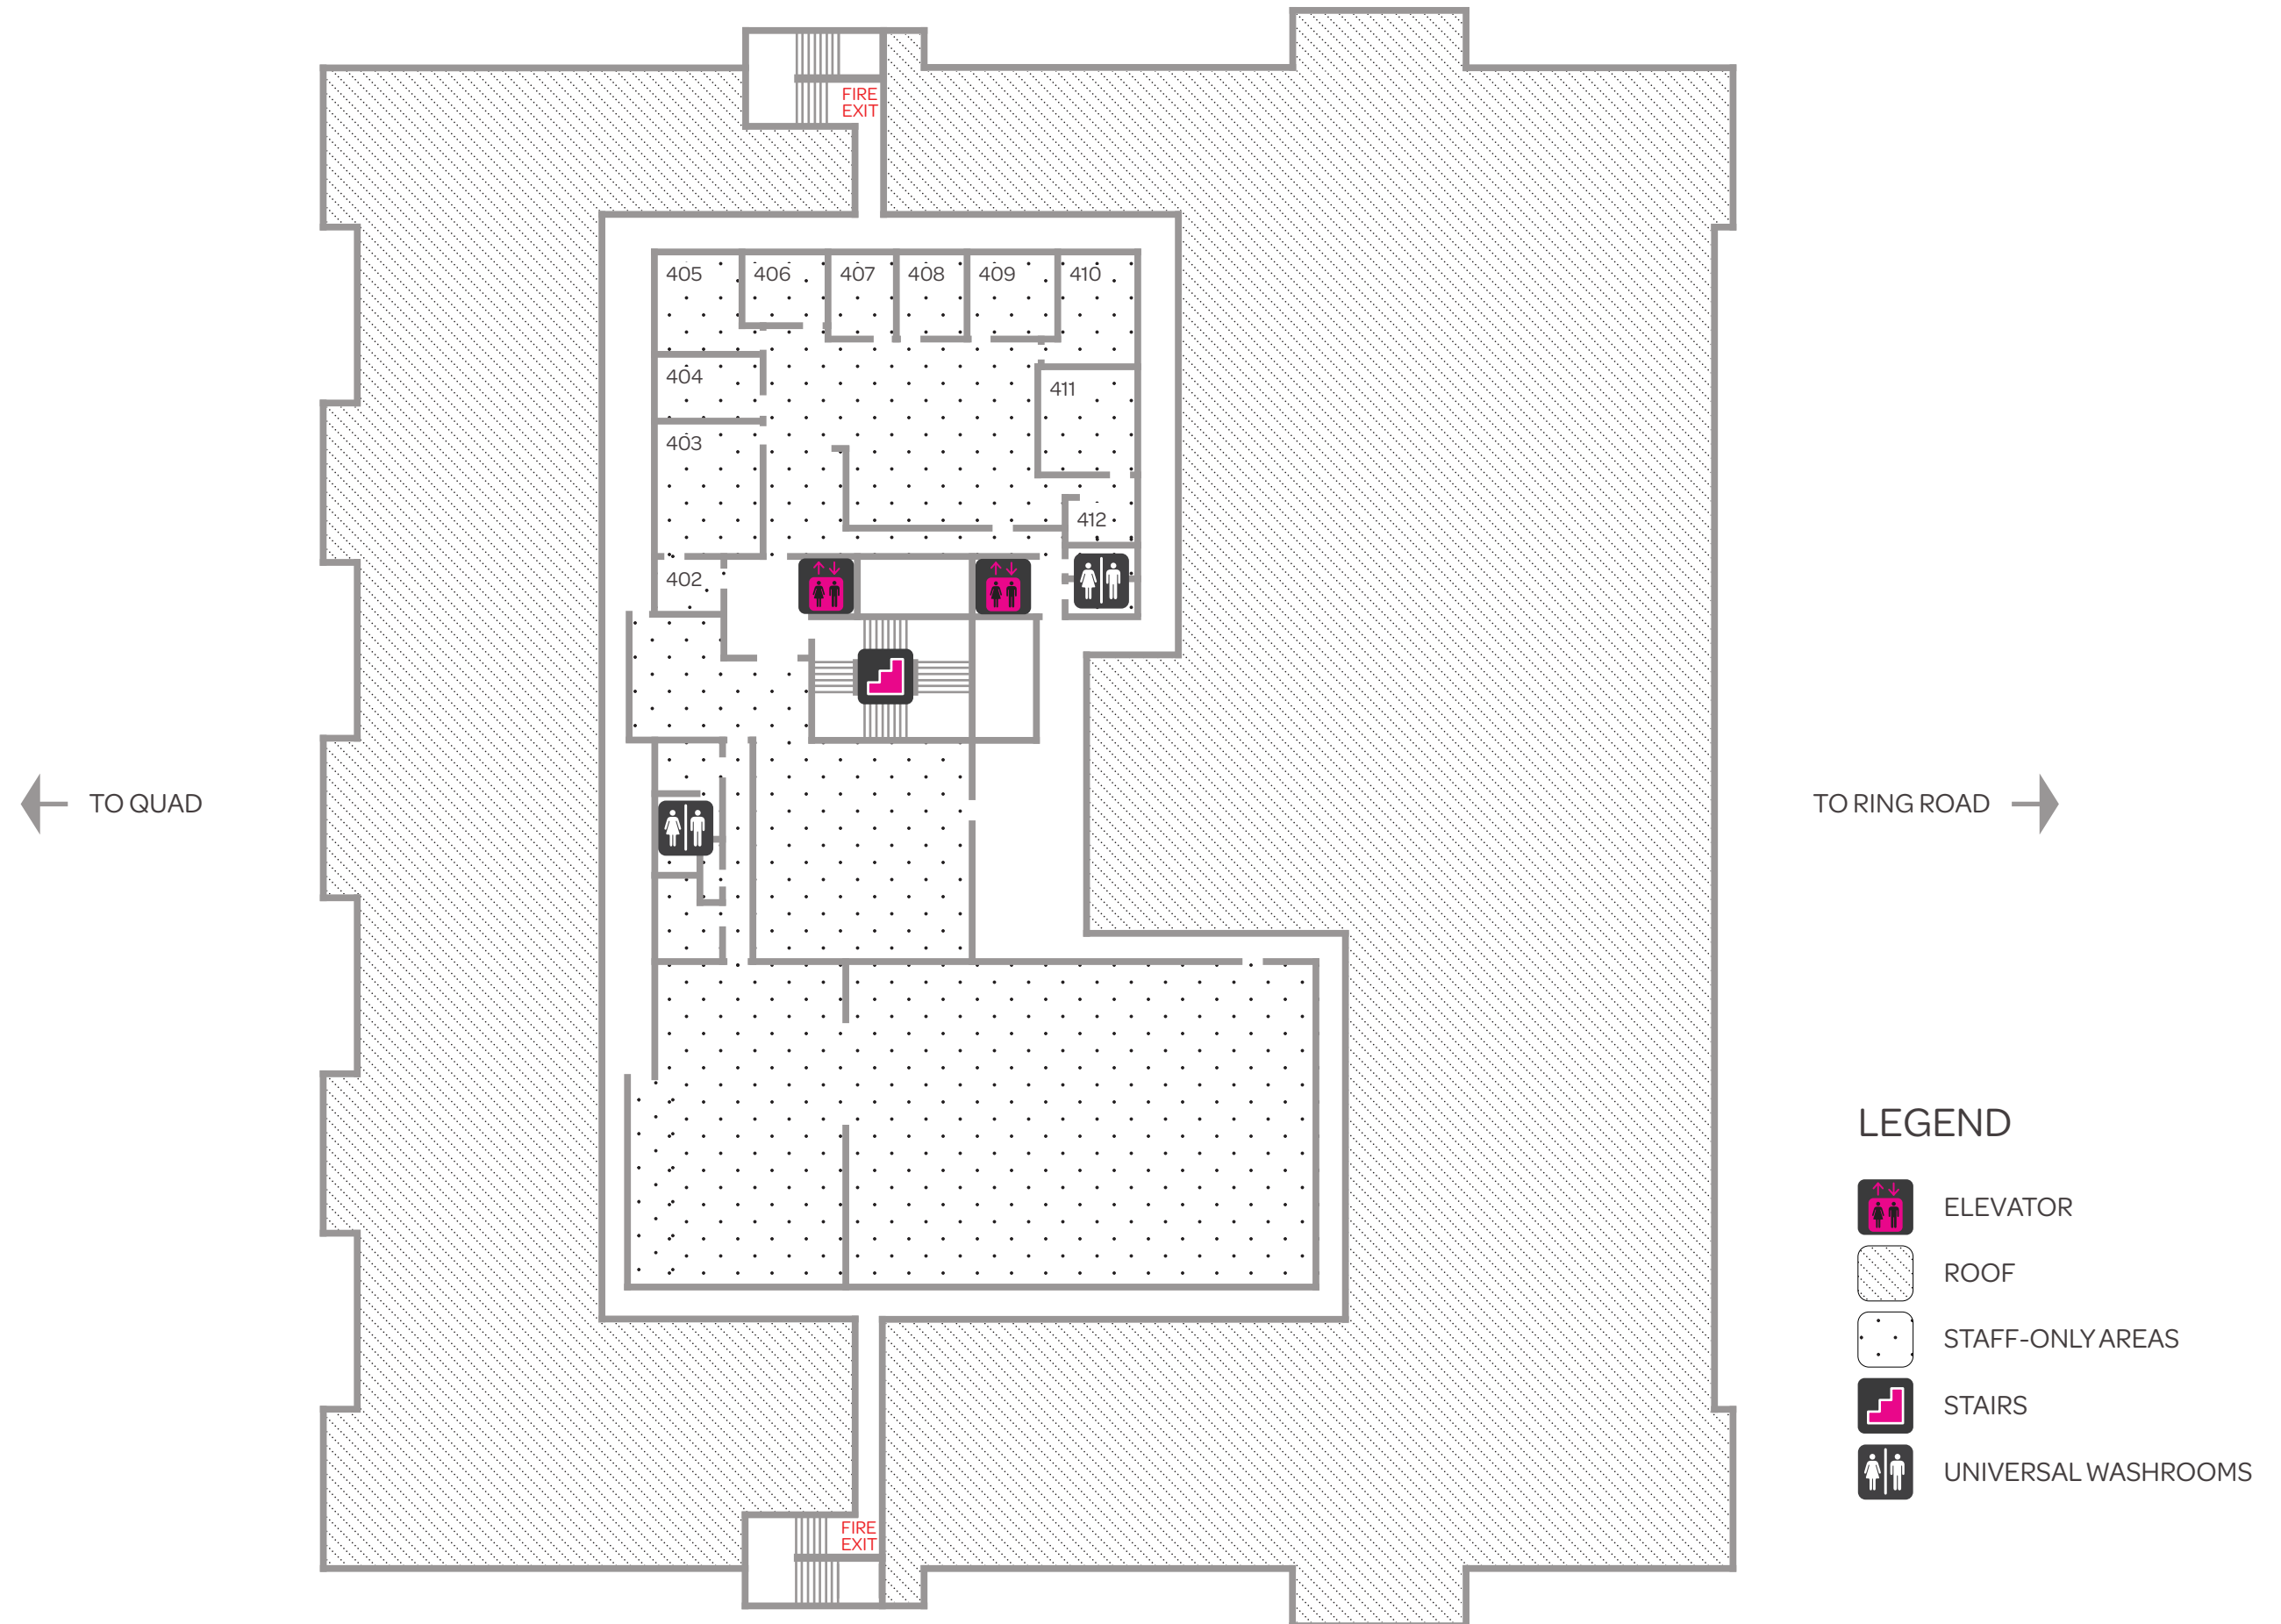 FIRE
EXIT
405
406
407
408
409
410
404
411
403
412
402
TO QUAD
TO RING ROAD
LEGEND
ELEVATOR
ROOF
STAFF-ONLY AREAS
STAIRS
UNIVERSAL WASHROOMS
FIRE
EXIT